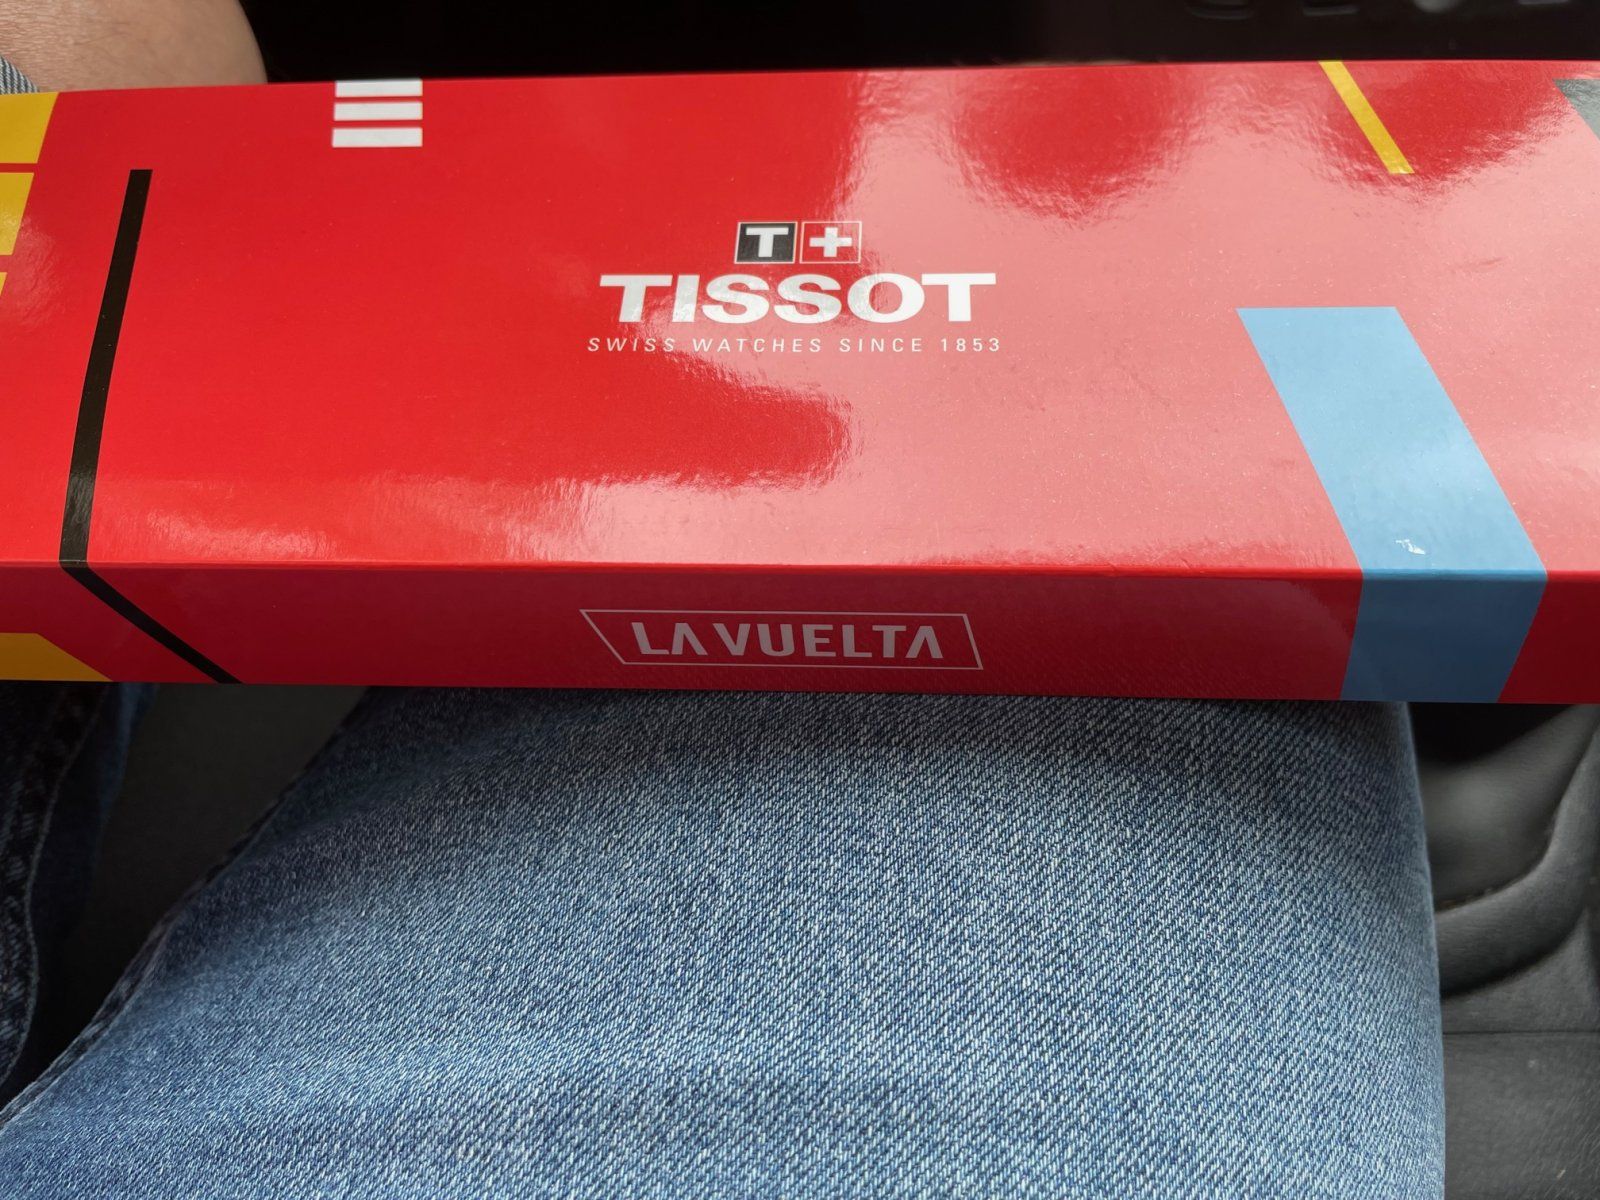 T+
TISSOT
SWISS WATCHES SINCE 1853
LA VUELTA